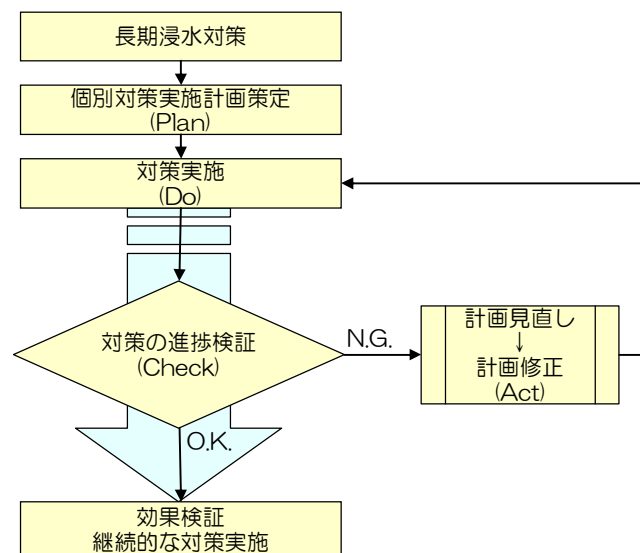 長期浸水対策
個別対策実施計画策定
(Plan)
対策実施
(Do)
対策の進捗検証
(Check)
N.G.
計画見直し
↓
計画修正
(Act)
O.K.
効果検証
継続的な対策実施